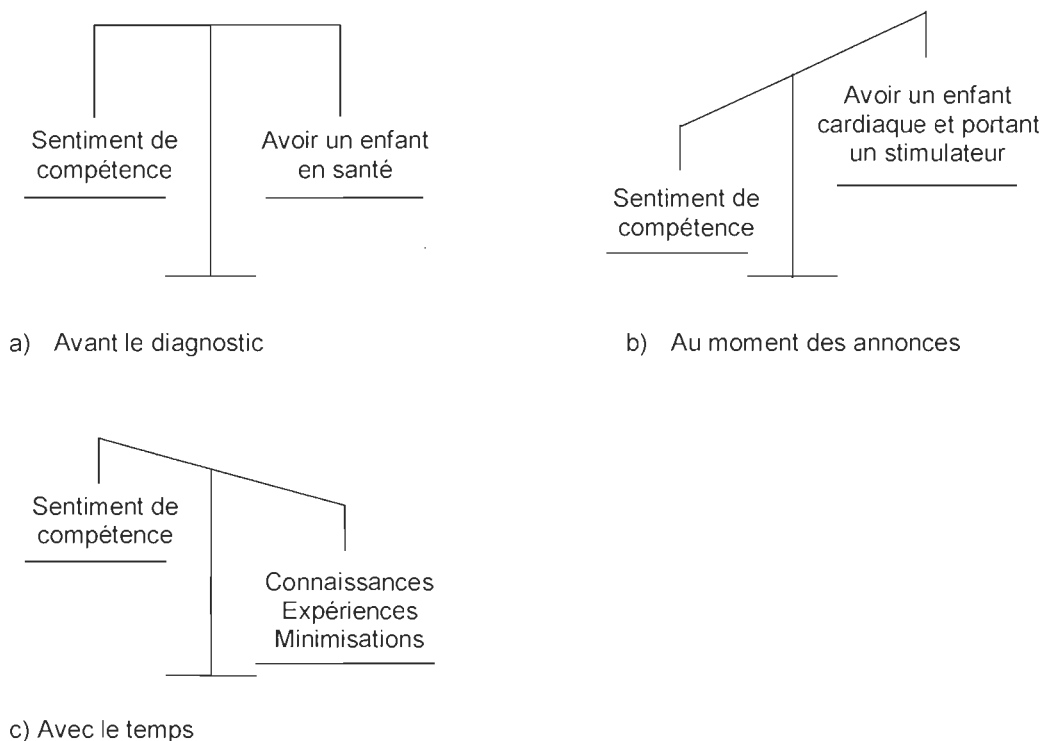 Sentiment de
compétence
Avoir un enfant
en santé
a) Avant le diagnostic
Avoir un enfant
cardiaque et portant
un stimulateur
Sentiment de
compétence
b) Au moment des annonces
Sentiment de
compétence
Connaissances
Expériences
Minimisations
c) Avec le temps